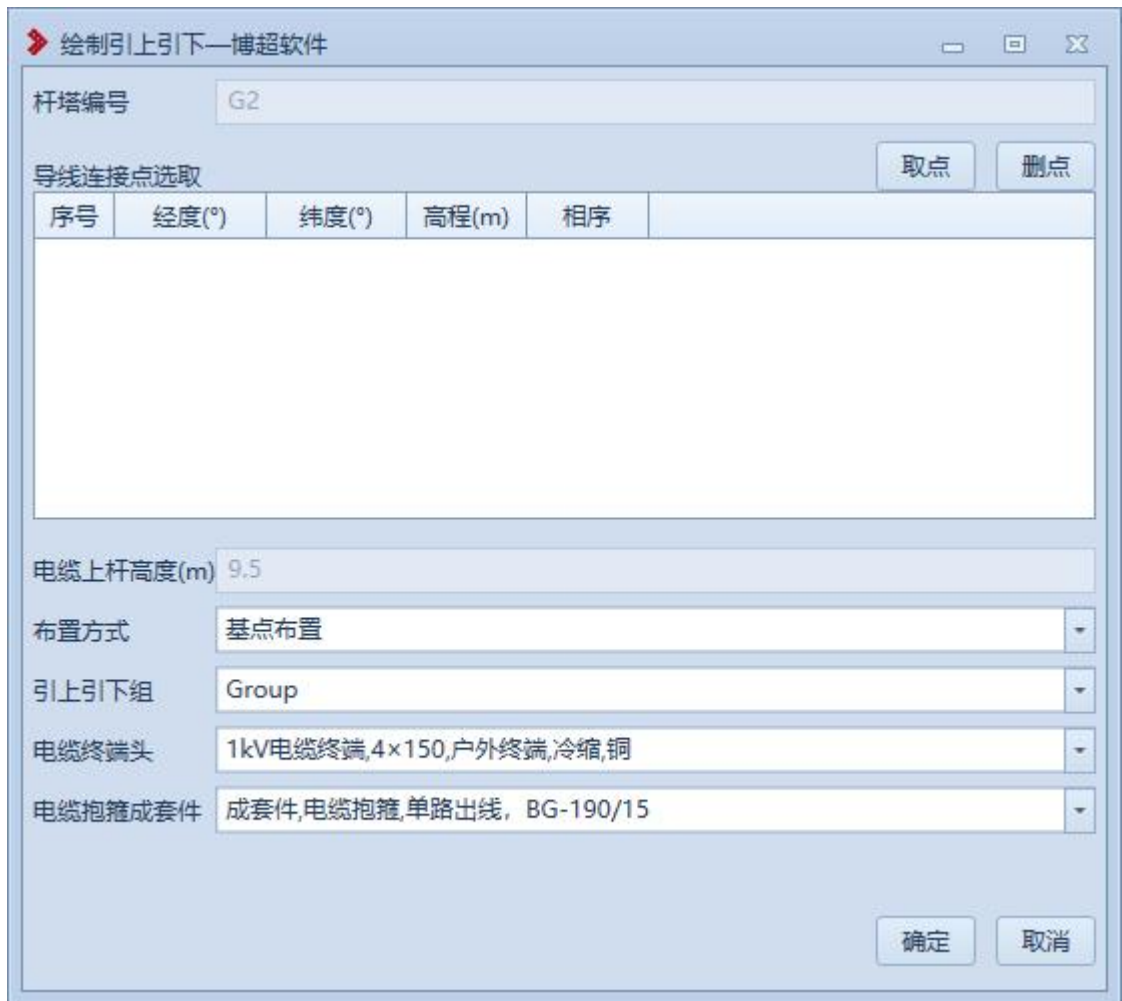 绘制引上引下—博超软件
杆塔编号 G2
导线连接点选取 取点 删点
序号 经度(°) 纬度(°) 高程(m) 相序
电缆上杆高度(m) 9.5
布置方式 基点布置
引上引下组 Group
电缆终端头 1kV电缆终端,4×150,户外终端,冷缩,铜
电缆抱箍成套件 成套件,电缆抱箍,单路出线，BG-190/15
确定 取消